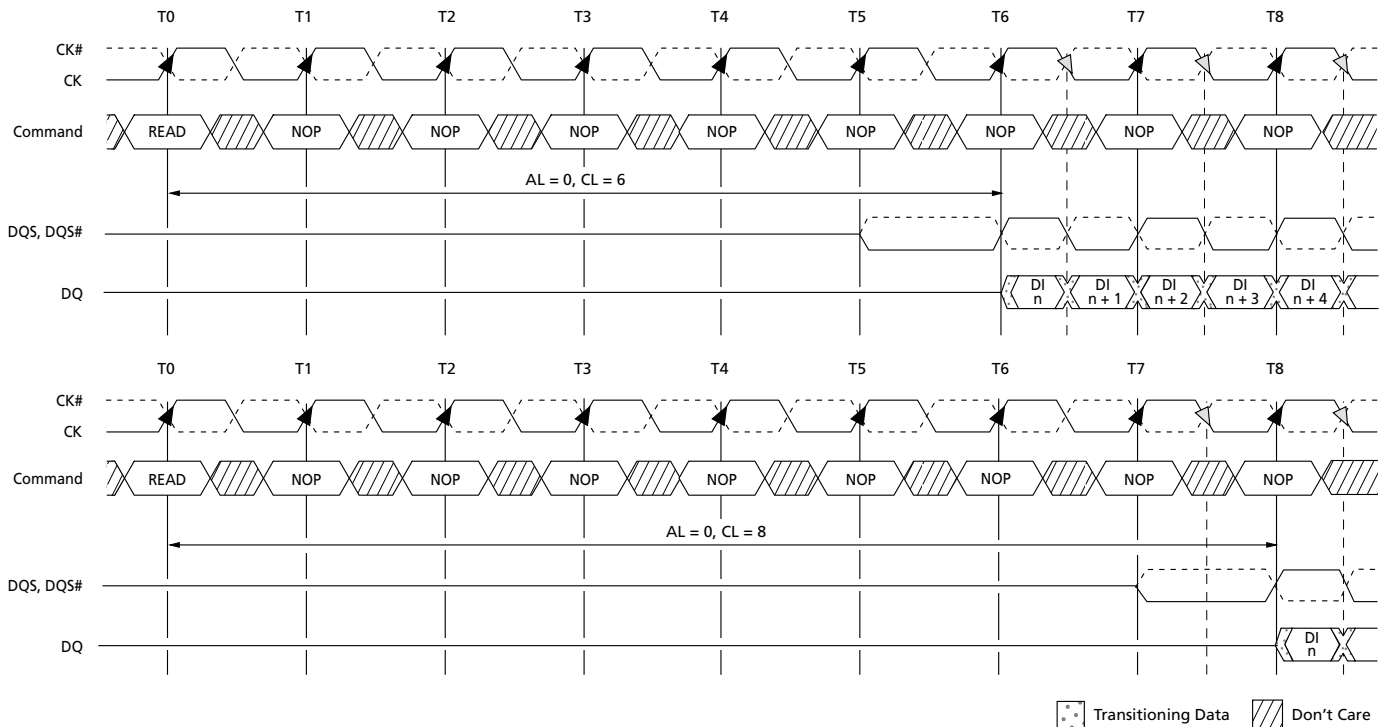 T0 T1 T2 T3 T4 T5 T6 T7 T8
CK#
CK
Command READ NOP NOP NOP NOP NOP NOP NOP NOP
AL = 0, CL = 6
DQS, DQS#
DQ DI n DI n + 1 DI n + 2 DI n + 3 DI n + 4
T0 T1 T2 T3 T4 T5 T6 T7 T8
CK#
CK
Command READ NOP NOP NOP NOP NOP NOP NOP NOP
AL = 0, CL = 8
DQS, DQS#
DQ DI n
Transitioning Data Don't Care